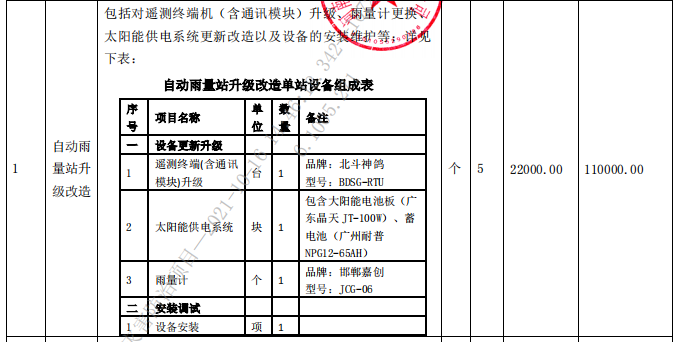 包括对遥测终端机（含通讯模块）升级、雨量计更换、
太阳能供电系统更新改造以及设备的安装维护等；详见
下表：
自动雨量站升级改造单站设备组成表
序号 项目名称 单位 数量 备注
一 设备更新升级
1 遥测终端(含通讯模块)升级 台 1 品牌：北斗神鸽
型号：BDSG-RTU
2 太阳能供电系统 块 1 包含太阳能电池板（广
东晶天 JT-100W）、蓄
电池（广州耐普
NPG12-65AH）
3 雨量计 个 1 品牌：邯郸嘉创
型号：JCG-06
二 安装调试
1 设备安装 项 1
1 自动雨
量站升
级改造 个 5 22000.00 110000.00